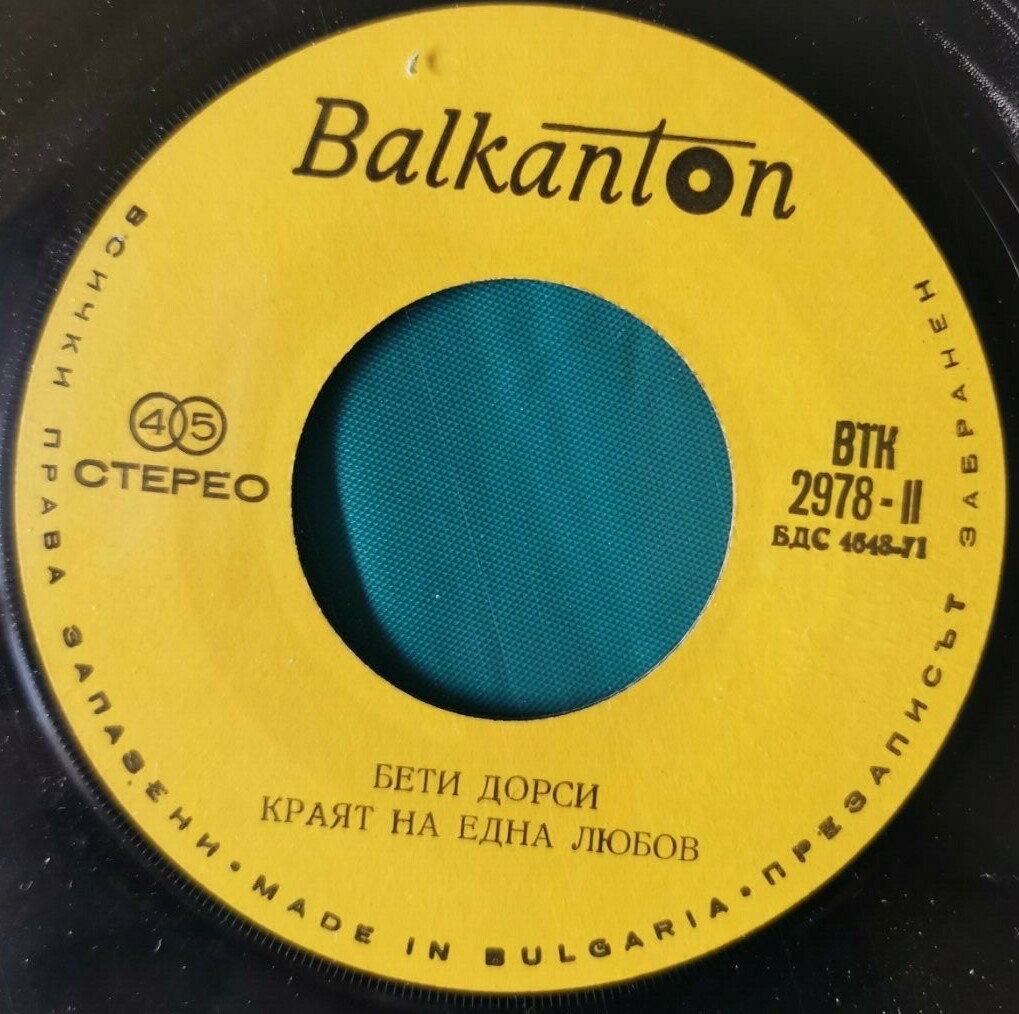 Balkanton
45
СТЕРЕО
ВТК
2978-II
БДС 4648-71
БЕТИ ДОРСИ
КРАЯТ НА ЕДНА ЛЮБОВ
ВСИЧКИ ПРАВА ЗАПАЗЕНИ • MADE IN BULGARIA • ПРЕЗАПИСЪТ ЗАБРАНЕН